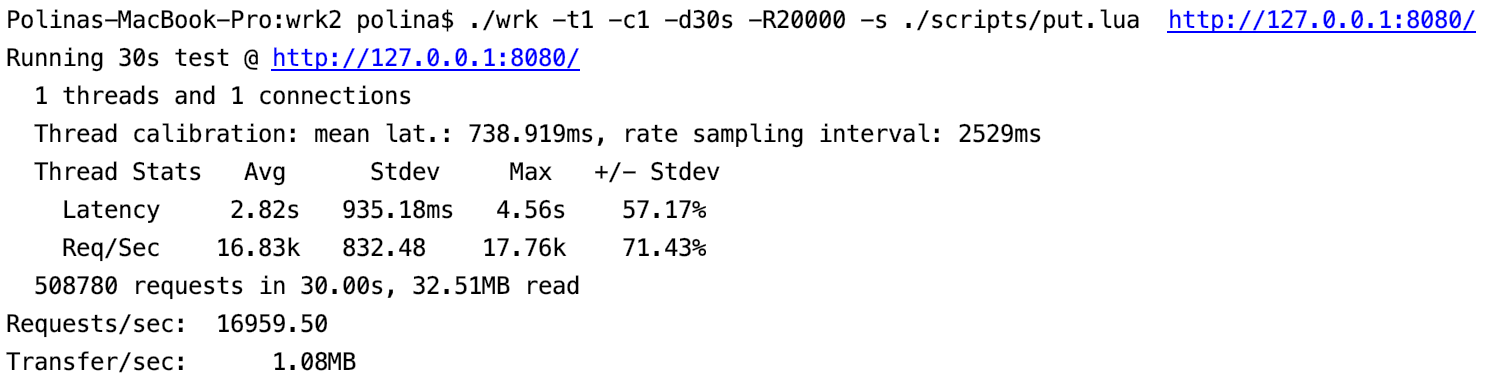 Polinas-MacBook-Pro:wrk2 polina$ ./wrk -t1 -c1 -d30s -R20000 -s ./scripts/put.lua  http://127.0.0.1:8080/
Running 30s test @ http://127.0.0.1:8080/
  1 threads and 1 connections
  Thread calibration: mean lat.: 738.919ms, rate sampling interval: 2529ms
  Thread Stats   Avg      Stdev     Max   +/- Stdev
    Latency     2.82s   935.18ms   4.56s    57.17%
    Req/Sec    16.83k   832.48    17.76k    71.43%
  508780 requests in 30.00s, 32.51MB read
Requests/sec:  16959.50
Transfer/sec:      1.08MB